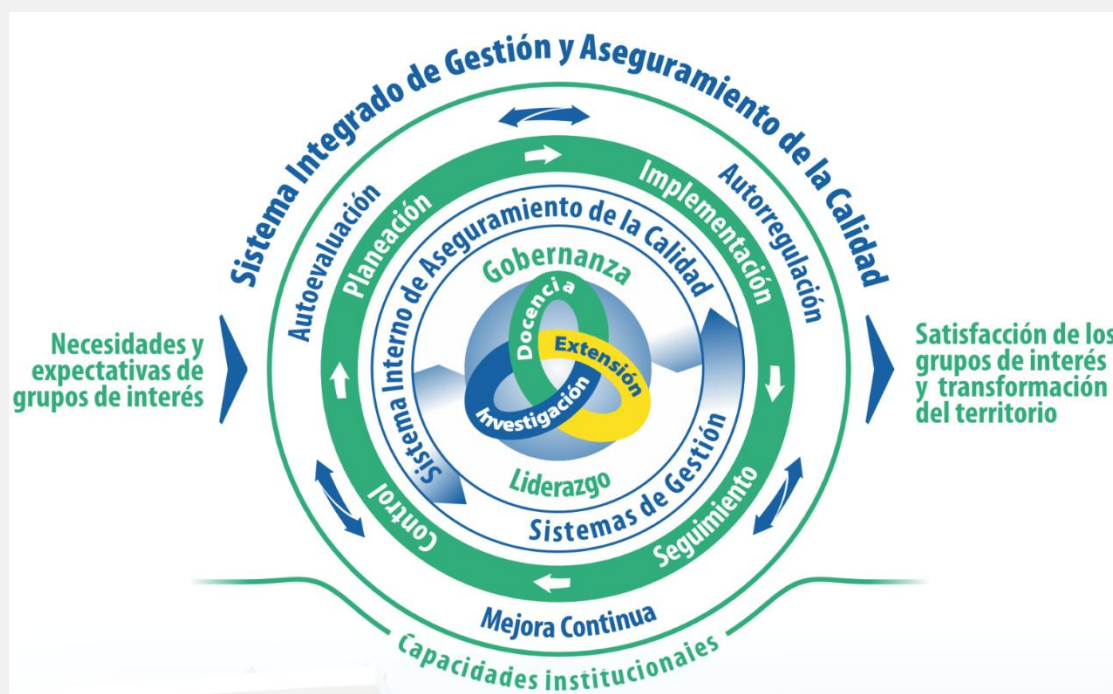 Sistema Integrado de Gestión y Aseguramiento de la Calidad
Necesidades y
expectativas de
grupos de interés
Autoevaluación
Autorregulación
Mejora Continua
Planeación
Implementación
Seguimiento
Control
Sistema Interno de Aseguramiento de la Calidad
Sistemas de Gestión
Gobernanza
Docencia
Extensión
Investigación
Liderazgo
Satisfacción de los
grupos de interés
y transformación
del territorio
Capacidades institucionales